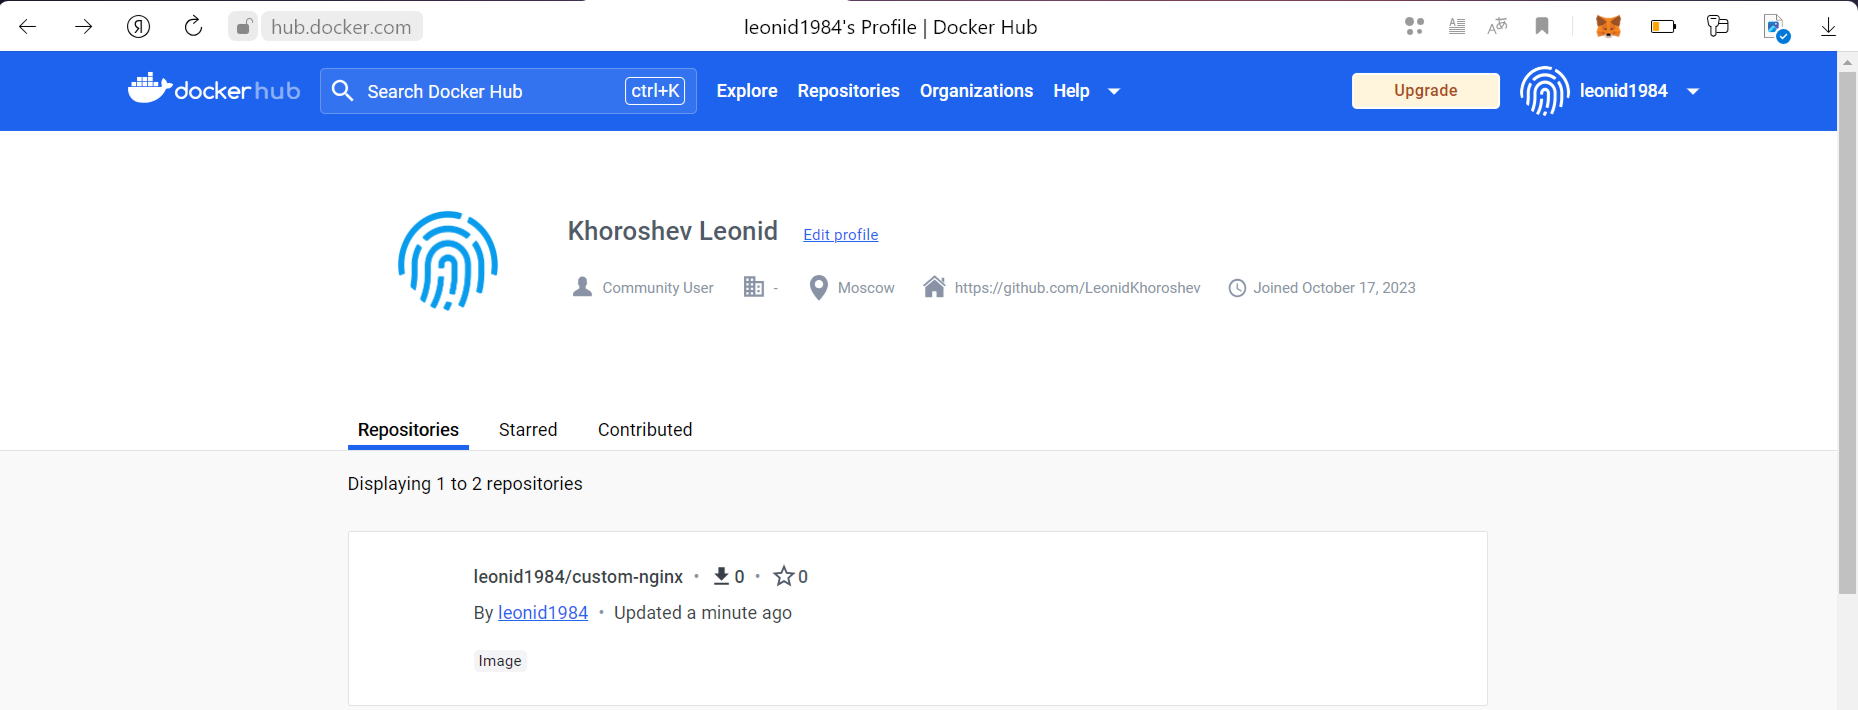 Я hub.docker.com leonid1984's Profile | Docker Hub
docker hub Search Docker Hub ctrl+K Explore Repositories Organizations Help Upgrade leonid1984
Khoroshev Leonid Edit profile
Community User - Moscow https://github.com/LeonidKhoroshev Joined October 17, 2023
Repositories Starred Contributed
Displaying 1 to 2 repositories
leonid1984/custom-nginx • 0 • 0
By leonid1984 • Updated a minute ago
Image